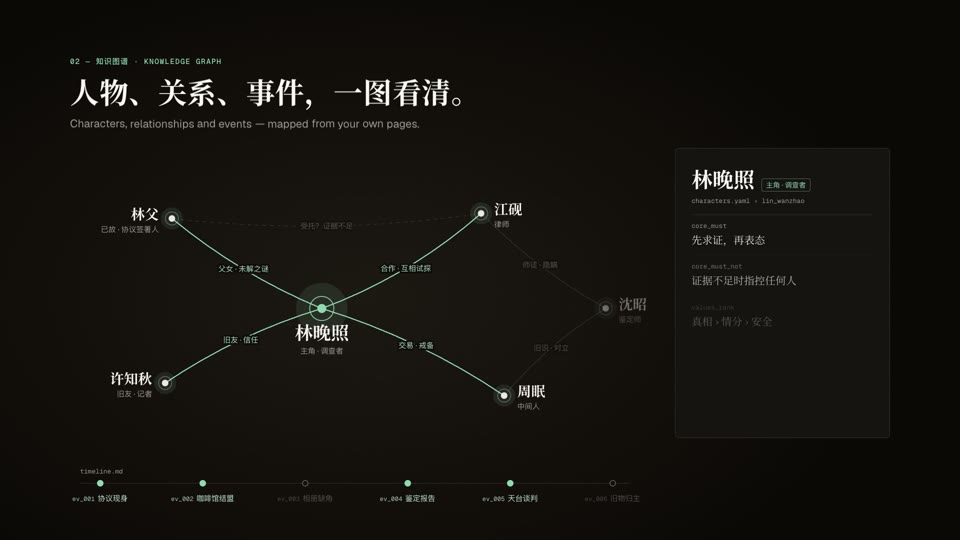 02 — 知识图谱 · KNOWLEDGE GRAPH
人物、关系、事件，一图看清。
Characters, relationships and events — mapped from your own pages.
林父
已故 · 协议签署人
受托？证据不足
江砚
律师
父女 · 未解之谜
合作 · 互相试探
师徒 · 隐瞒
沈昭
鉴定师
林晚照
主角 · 调查者
旧友 · 信任
交易 · 戒备
旧识 · 对立
许知秋
旧友 · 记者
周眠
中间人
林晚照 主角 · 调查者
characters.yaml › lin_wanzhao
core_must
先求证，再表态
core_must_not
证据不足时指控任何人
values_rank
真相 › 情分 › 安全
timeline.md
ev_001 协议现身
ev_002 咖啡馆结盟
ev_003 相册缺角
ev_004 鉴定报告
ev_005 天台谈判
ev_006 旧物归主